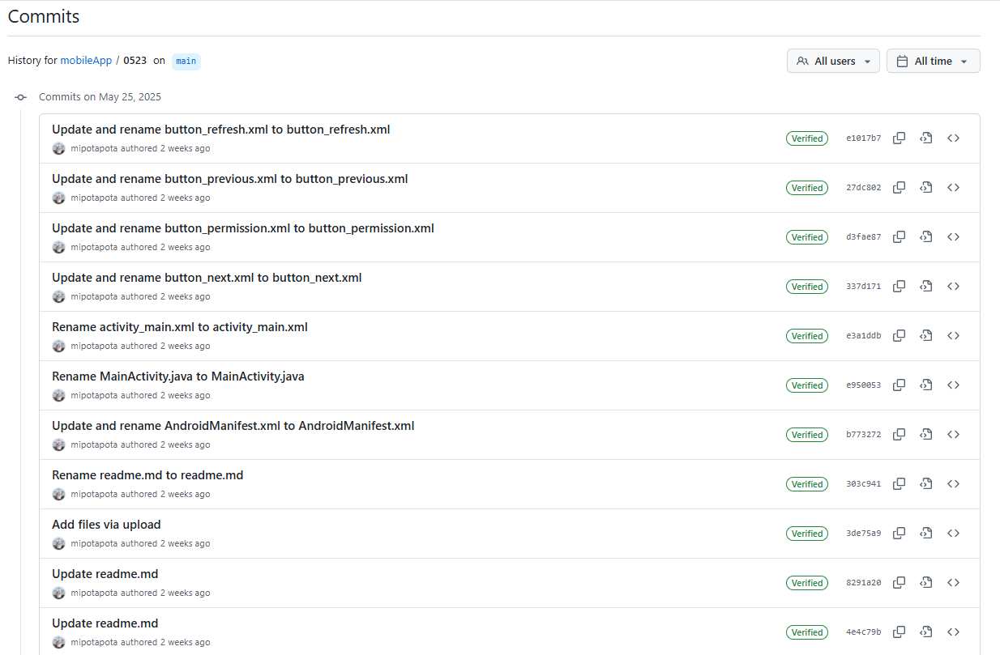 Commits
History for mobileApp / 0523 on main
All users
All time
Commits on May 25, 2025
Update and rename button_refresh.xml to button_refresh.xml
mipotapota authored 2 weeks ago
Verified
e1017b7
Update and rename button_previous.xml to button_previous.xml
mipotapota authored 2 weeks ago
Verified
27dc802
Update and rename button_permission.xml to button_permission.xml
mipotapota authored 2 weeks ago
Verified
d3fae87
Update and rename button_next.xml to button_next.xml
mipotapota authored 2 weeks ago
Verified
337d171
Rename activity_main.xml to activity_main.xml
mipotapota authored 2 weeks ago
Verified
e3a1ddb
Rename MainActivity.java to MainActivity.java
mipotapota authored 2 weeks ago
Verified
e950053
Update and rename AndroidManifest.xml to AndroidManifest.xml
mipotapota authored 2 weeks ago
Verified
b773272
Rename readme.md to readme.md
mipotapota authored 2 weeks ago
Verified
303c941
Add files via upload
mipotapota authored 2 weeks ago
Verified
3de75a9
Update readme.md
mipotapota authored 2 weeks ago
Verified
8291a20
Update readme.md
mipotapota authored 2 weeks ago
Verified
4e4c79b